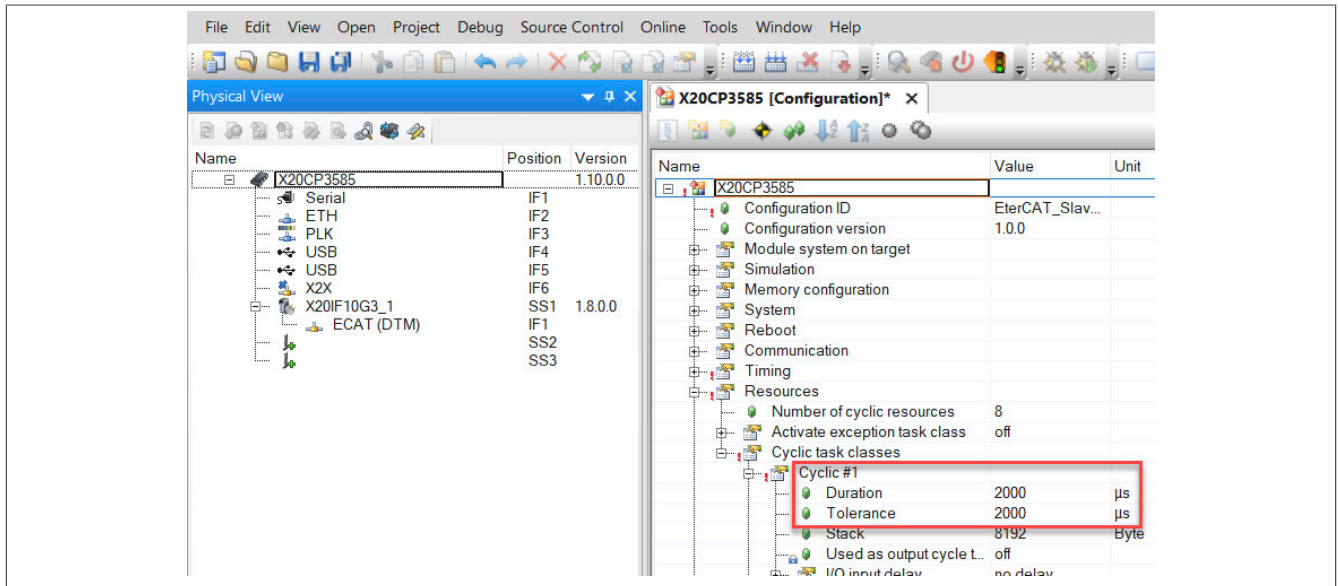 File Edit View Open Project Debug Source Control Online Tools Window Help
Physical View
Name Position Version
X20CP3585 1.10.0.0
Serial IF1
ETH IF2
PLK IF3
USB IF4
USB IF5
X2X IF6
X20IF10G3_1 SS1 1.8.0.0
ECAT (DTM) IF1
SS2
SS3
X20CP3585 [Configuration]*
Name Value Unit
X20CP3585
Configuration ID EterCAT_Slav...
Configuration version 1.0.0
Module system on target
Simulation
Memory configuration
System
Reboot
Communication
Timing
Resources
Number of cyclic resources 8
Activate exception task class off
Cyclic task classes
Cyclic #1
Duration 2000 µs
Tolerance 2000 µs
Stack 8192 Byte
Used as output cycle t... off
I/O input delay no delay